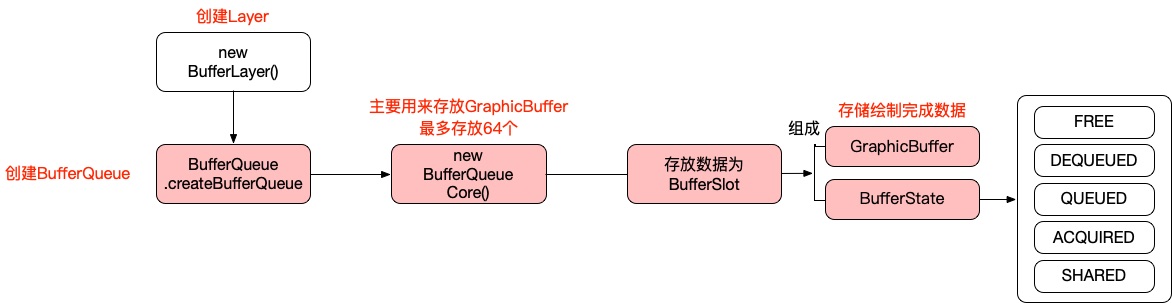 创建Layer
new
BufferLayer()
创建BufferQueue
BufferQueue
.createBufferQueue
主要用来存放GraphicBuffer
最多存放64个
new
BufferQueue
Core()
存放数据为
BufferSlot
组成
存储绘制完成数据
GraphicBuffer
BufferState
FREE
DEQUEUED
QUEUED
ACQUIRED
SHARED